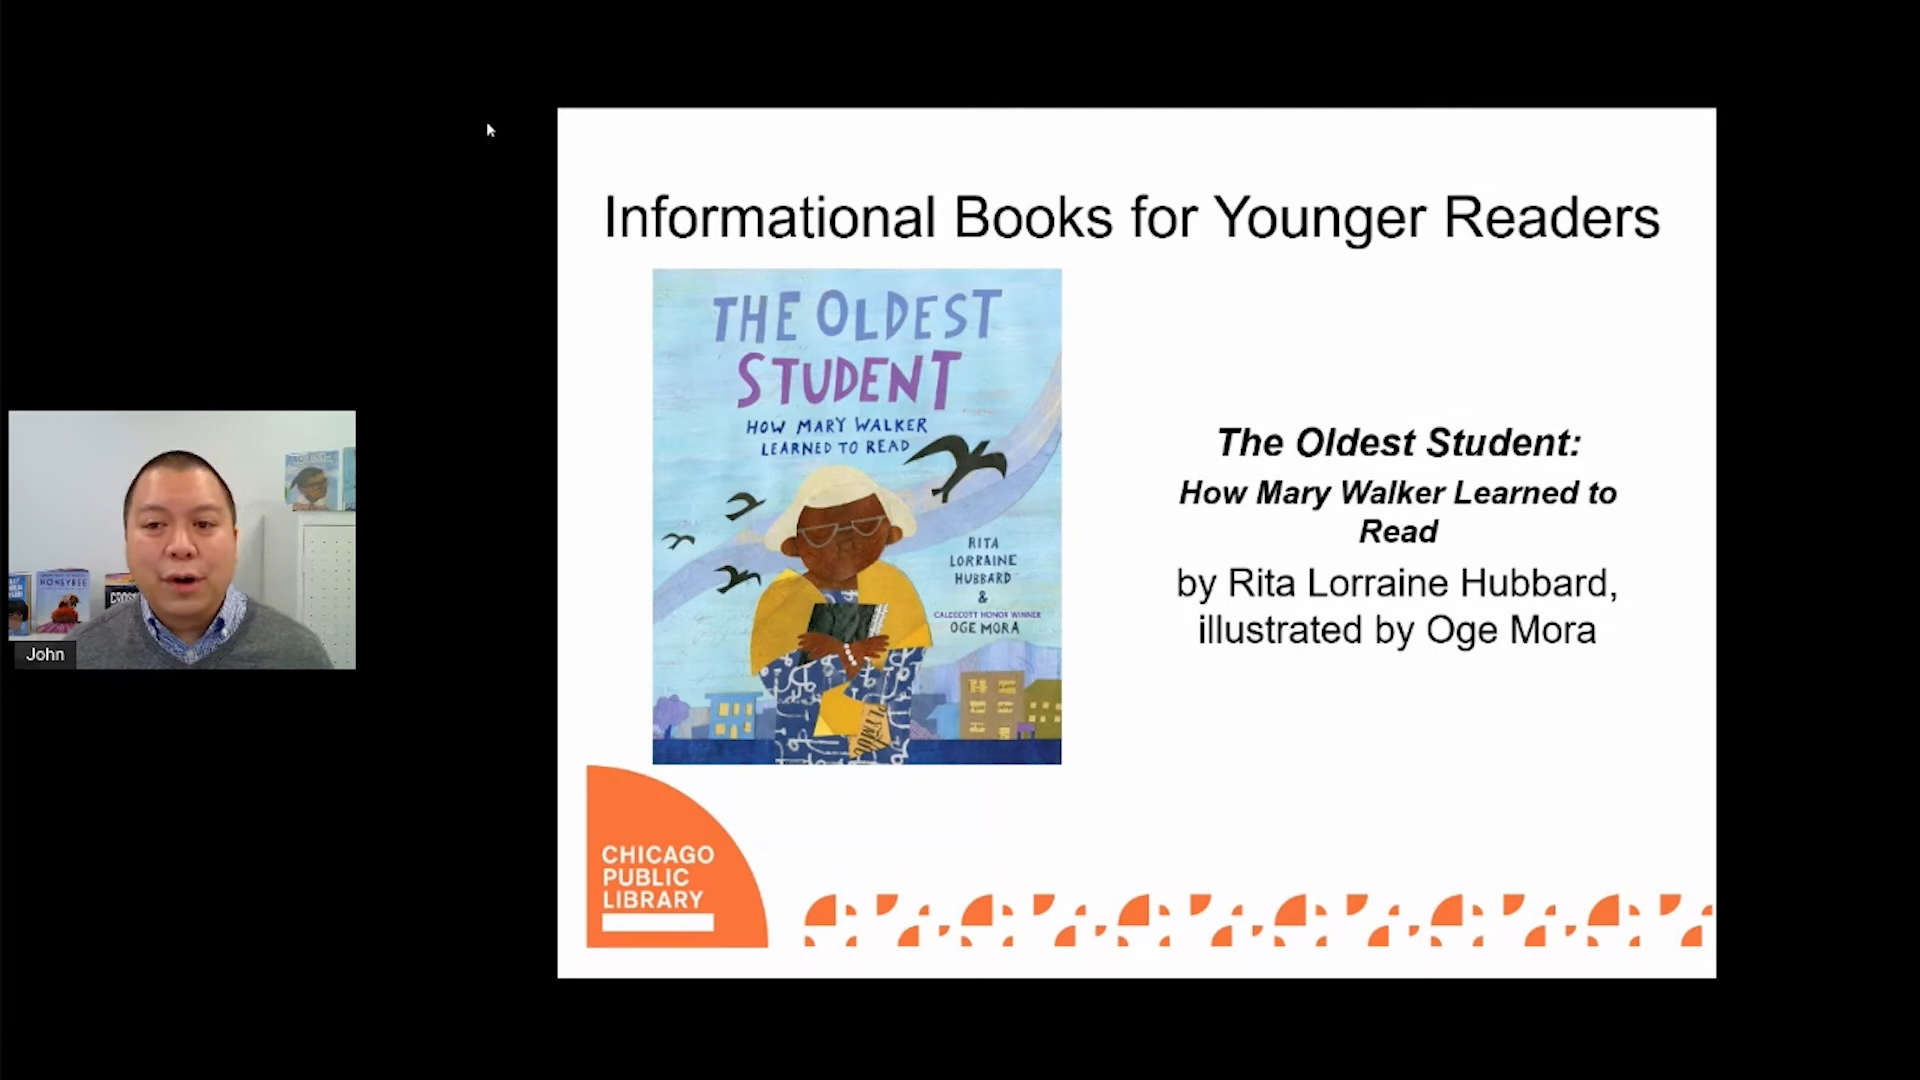 Informational Books for Younger Readers
THE OLDEST
STUDENT
HOW MARY WALKER
LEARNED TO READ
RITA
LORRAINE
HUBBARD
&
CALDECOTT HONOR WINNER
OGE MORA
The Oldest Student:
How Mary Walker Learned to
Read
by Rita Lorraine Hubbard,
illustrated by Oge Mora
HONEYBEE
John
CHICAGO
PUBLIC
LIBRARY